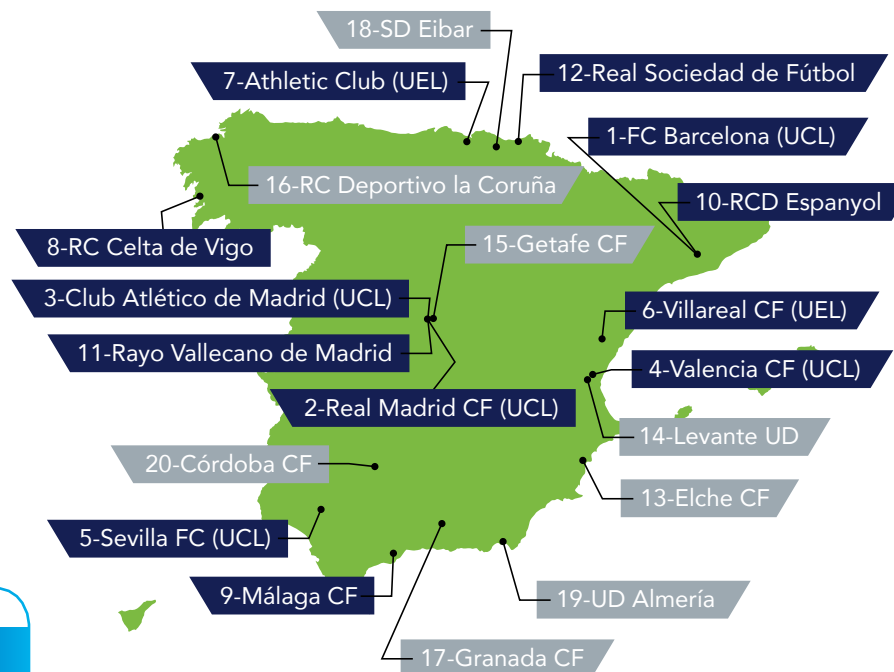 18-SD Eibar
7-Athletic Club (UEL)
12-Real Sociedad de Fútbol
1-FC Barcelona (UCL)
16-RC Deportivo la Coruña
10-RCD Espanyol
8-RC Celta de Vigo
15-Getafe CF
3-Club Atlético de Madrid (UCL)
6-Villareal CF (UEL)
11-Rayo Vallecano de Madrid
4-Valencia CF (UCL)
2-Real Madrid CF (UCL)
14-Levante UD
20-Córdoba CF
13-Elche CF
5-Sevilla FC (UCL)
9-Málaga CF
19-UD Almería
17-Granada CF